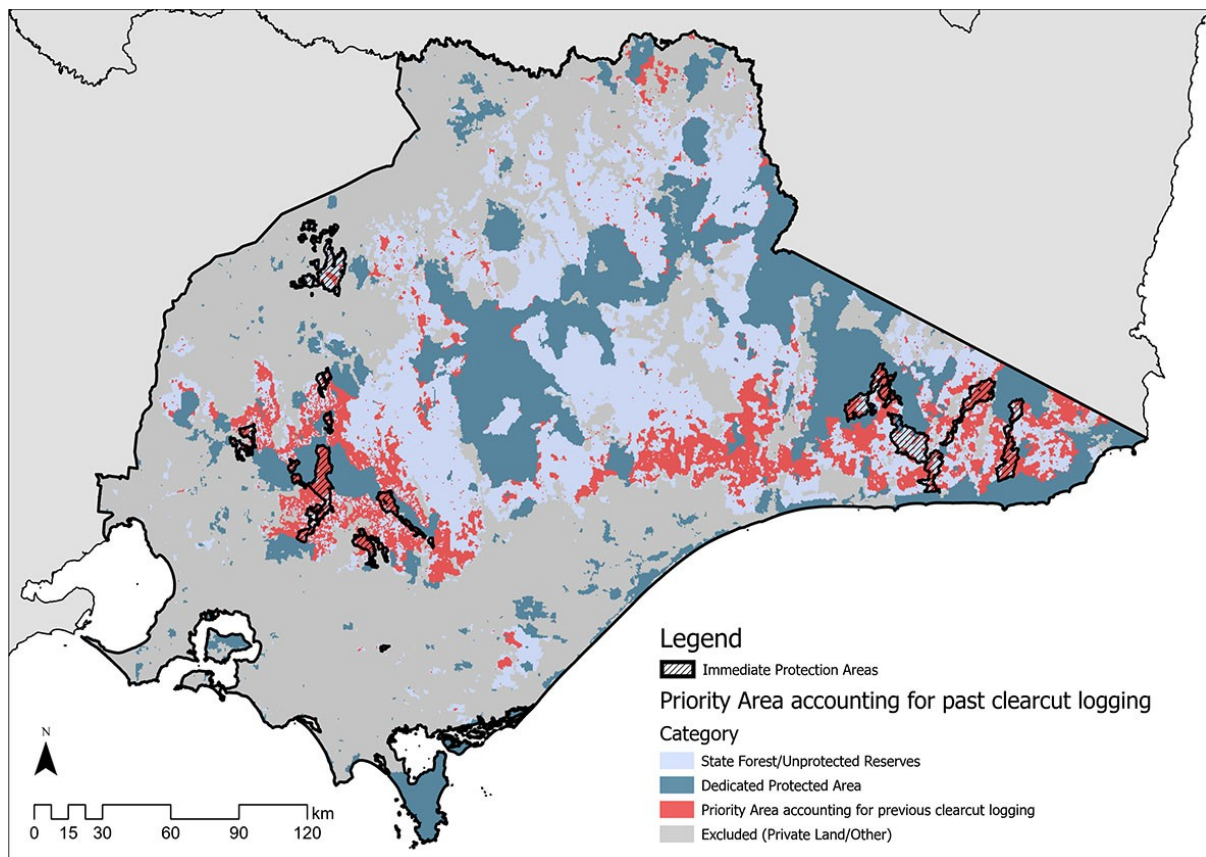 Legend
Immediate Protection Areas
Priority Area accounting for past clearcut logging
Category
State Forest/Unprotected Reserves
Dedicated Protected Area
Priority Area accounting for previous clearcut logging
Excluded (Private Land/Other)
N
km
0 15 30 60 90 120